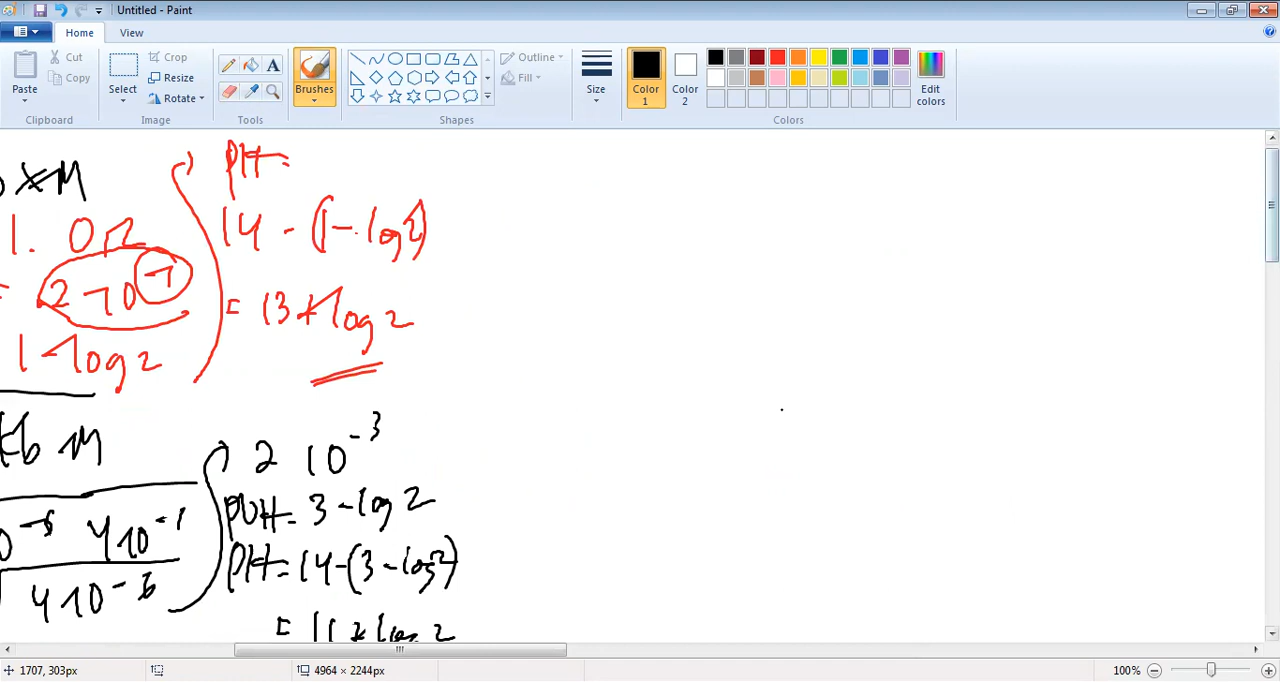 Untitled - Paint
Home View
Cut
Copy
Paste
Clipboard
Crop
Resize
Rotate
Select
Image
Tools
Brushes
Outline
Fill
Shapes
Size
Color 1
Color 2
Edit colors
Colors
XM
PH=
14 - (1 - log 2)
= 13 + log 2
1. 0,2
= 2 10 -1
1 - log 2
Kb M
2 10 -3
POH = 3 - log 2
PH = 14 - (3 - log 2)
= 11 + log 2
4 10 -1
4 10 -6
1707, 303px
4964 × 2244px
100%